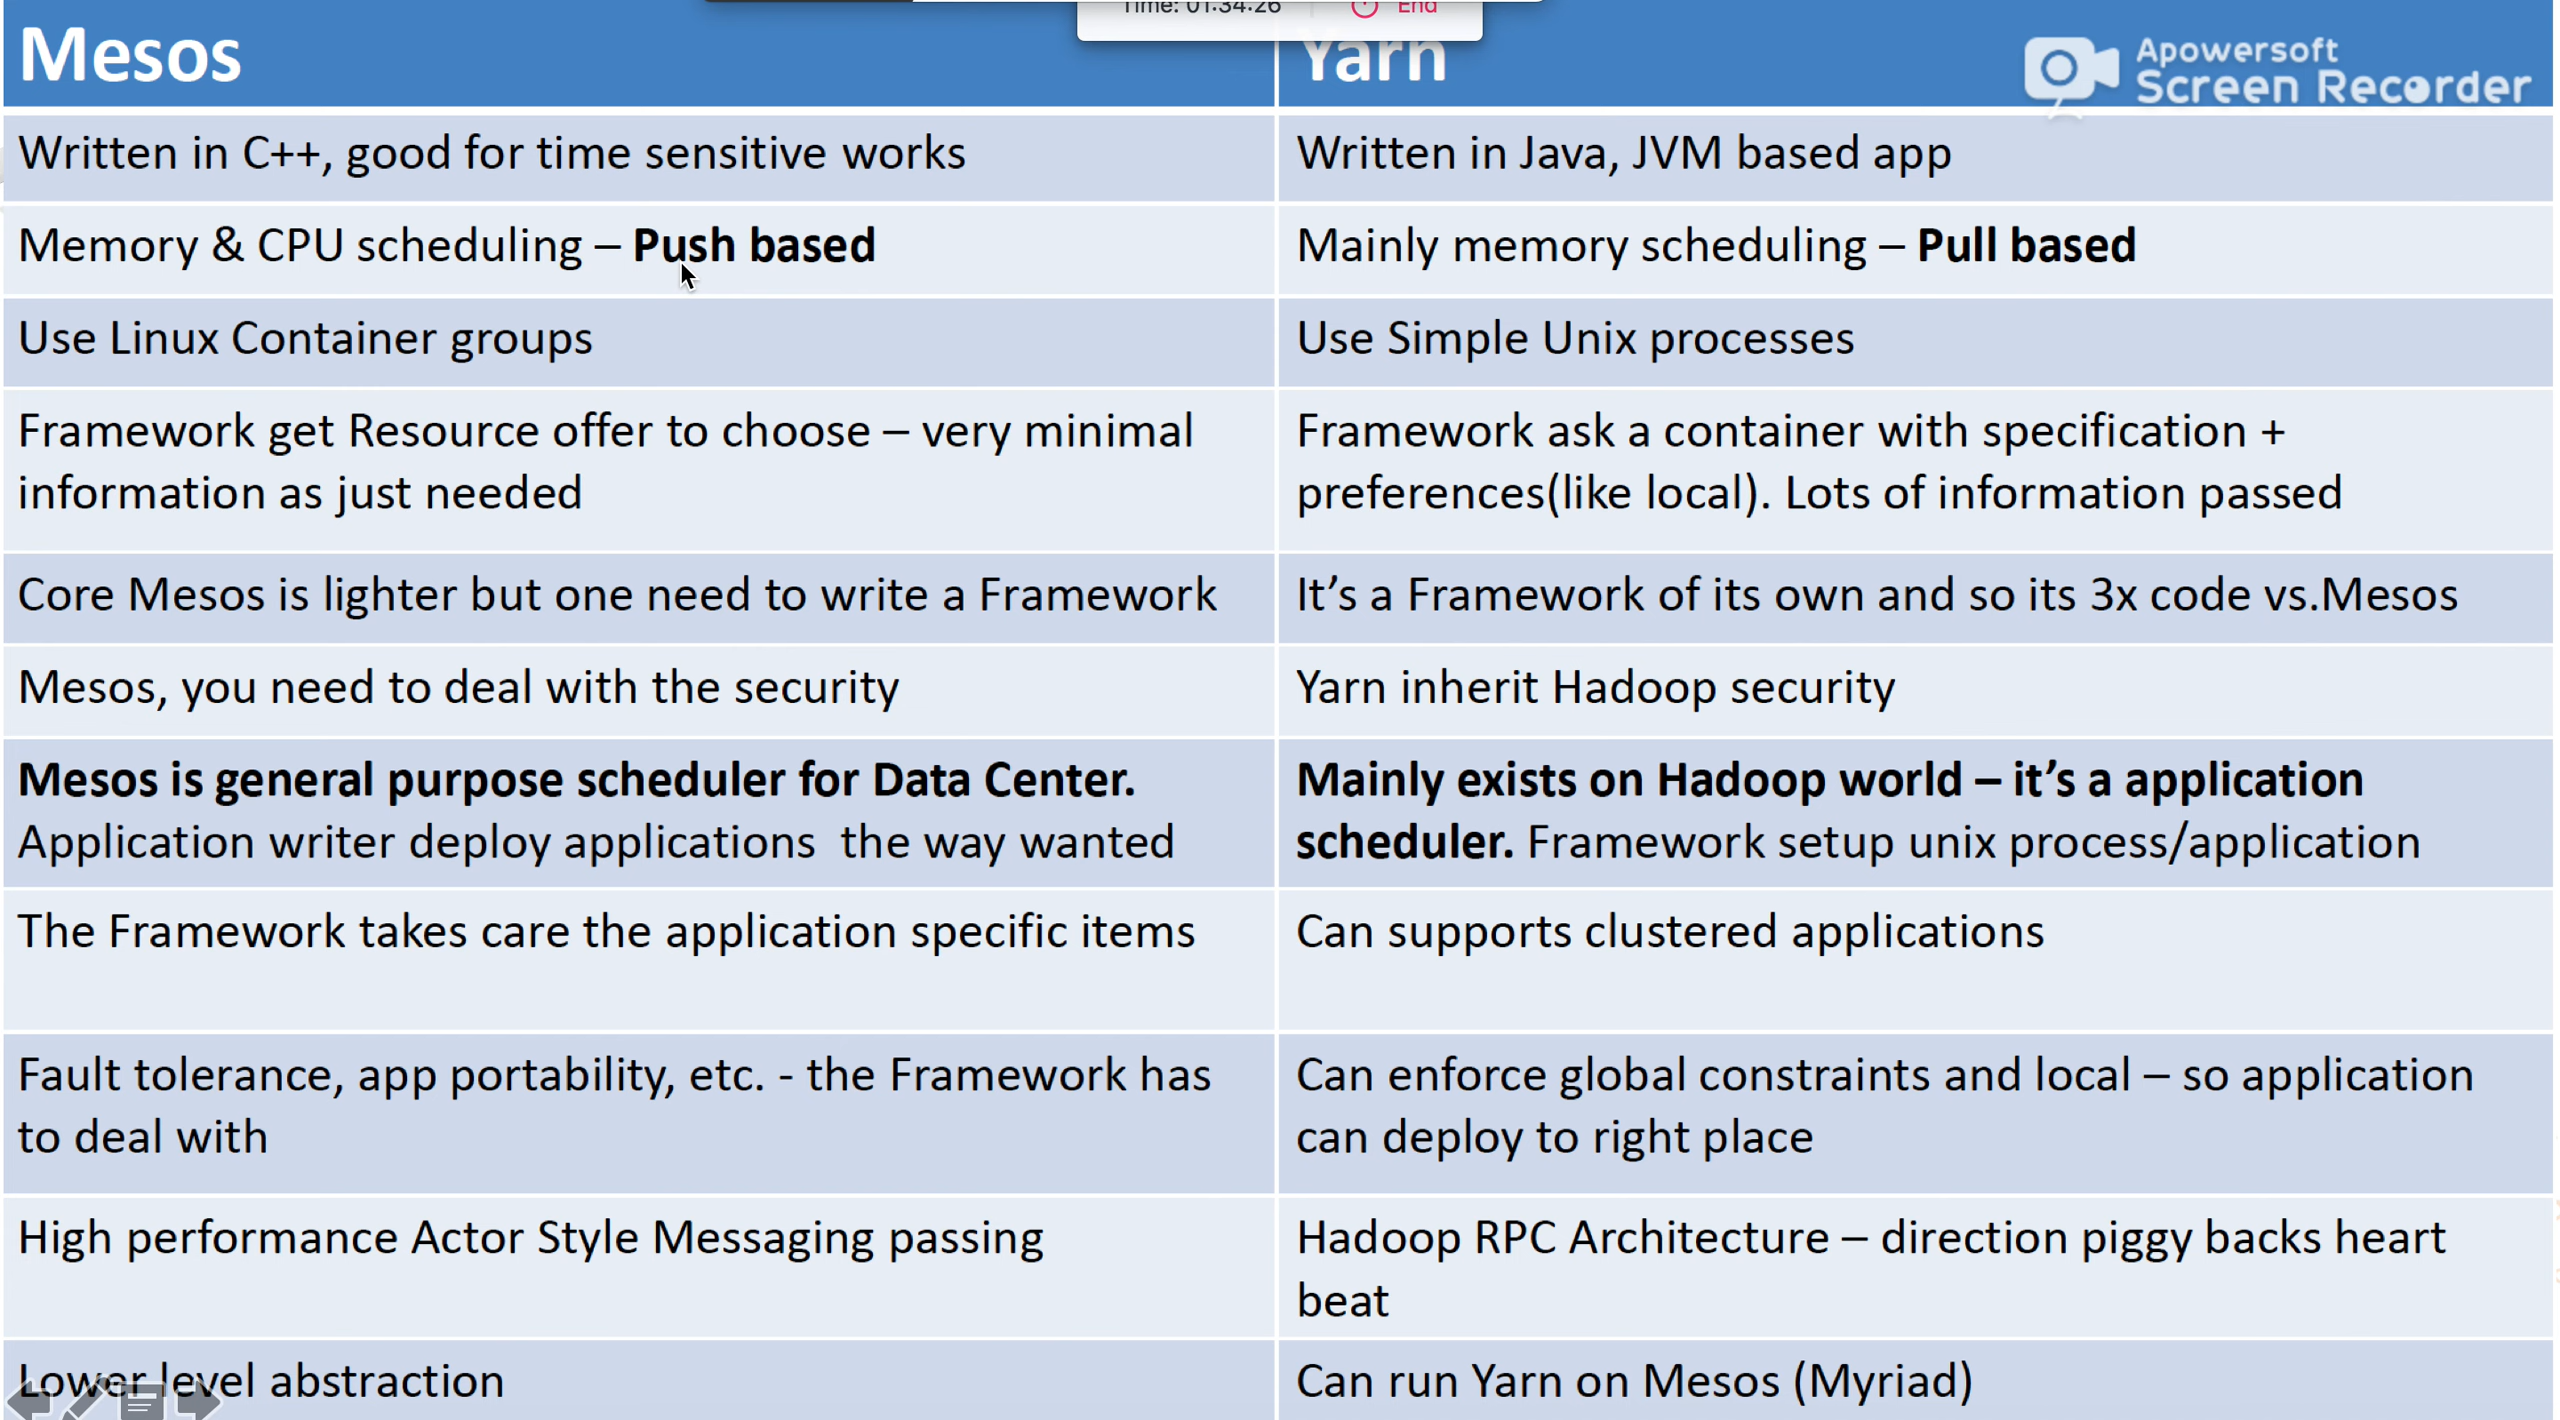 Time: 01:34:26 End
Mesos
Yarn
Apowersoft
Screen Recorder
Written in C++, good for time sensitive works
Written in Java, JVM based app
Memory & CPU scheduling – Push based
Mainly memory scheduling – Pull based
Use Linux Container groups
Use Simple Unix processes
Framework get Resource offer to choose – very minimal
information as just needed
Framework ask a container with specification +
preferences(like local). Lots of information passed
Core Mesos is lighter but one need to write a Framework
It’s a Framework of its own and so its 3x code vs.Mesos
Mesos, you need to deal with the security
Yarn inherit Hadoop security
Mesos is general purpose scheduler for Data Center.
Application writer deploy applications  the way wanted
Mainly exists on Hadoop world – it’s a application
scheduler. Framework setup unix process/application
The Framework takes care the application specific items
Can supports clustered applications
Fault tolerance, app portability, etc. - the Framework has
to deal with
Can enforce global constraints and local – so application
can deploy to right place
High performance Actor Style Messaging passing
Hadoop RPC Architecture – direction piggy backs heart
beat
Lower level abstraction
Can run Yarn on Mesos (Myriad)